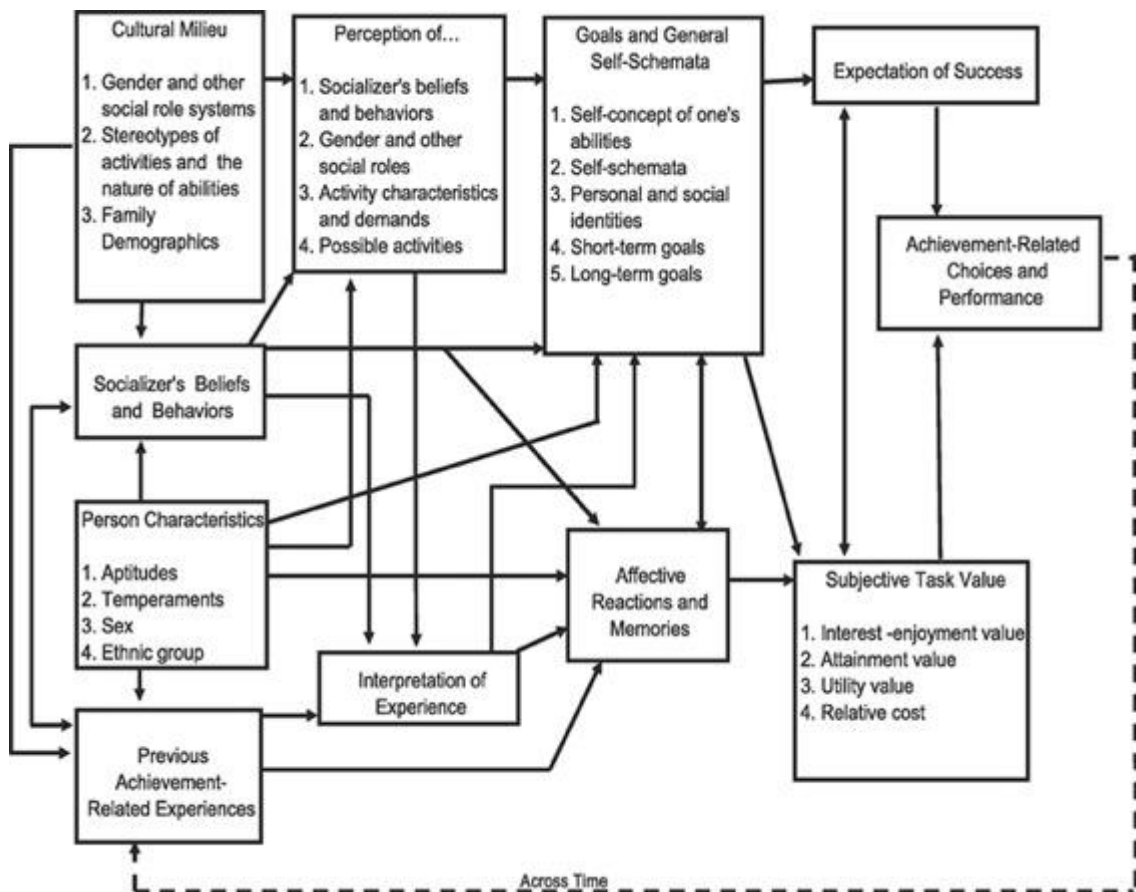 Cultural Milieu
1. Gender and other
social role systems
2. Stereotypes of
activities and the
nature of abilities
3. Family
Demographics
Perception of...
1. Socializer's beliefs
and behaviors
2. Gender and other
social roles
3. Activity characteristics
and demands
4. Possible activities
Goals and General
Self-Schemata
1. Self-concept of one's
abilities
2. Self-schemata
3. Personal and social
identities
4. Short-term goals
5. Long-term goals
Expectation of Success
Achievement-Related
Choices and
Performance
Socializer's Beliefs
and Behaviors
Person Characteristics
1. Aptitudes
2. Temperaments
3. Sex
4. Ethnic group
Previous
Achievement-
Related Experiences
Interpretation of
Experience
Affective
Reactions and
Memories
Subjective Task Value
1. Interest -enjoyment value
2. Attainment value
3. Utility value
4. Relative cost
Across Time